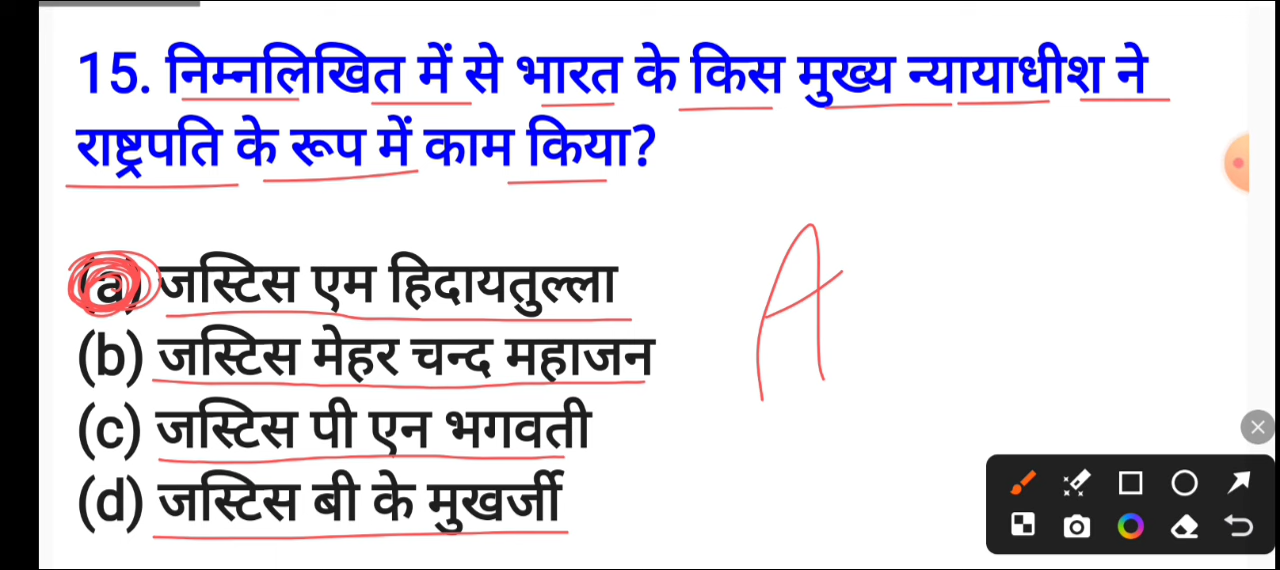 15. निम्नलिखित में से भारत के किस मुख्य न्यायाधीश ने
राष्ट्रपति के रूप में काम किया?
(a) जस्टिस एम हिदायतुल्ला
A
(b) जस्टिस मेहर चन्द महाजन
(c) जस्टिस पी एन भगवती
(d) जस्टिस बी के मुखर्जी